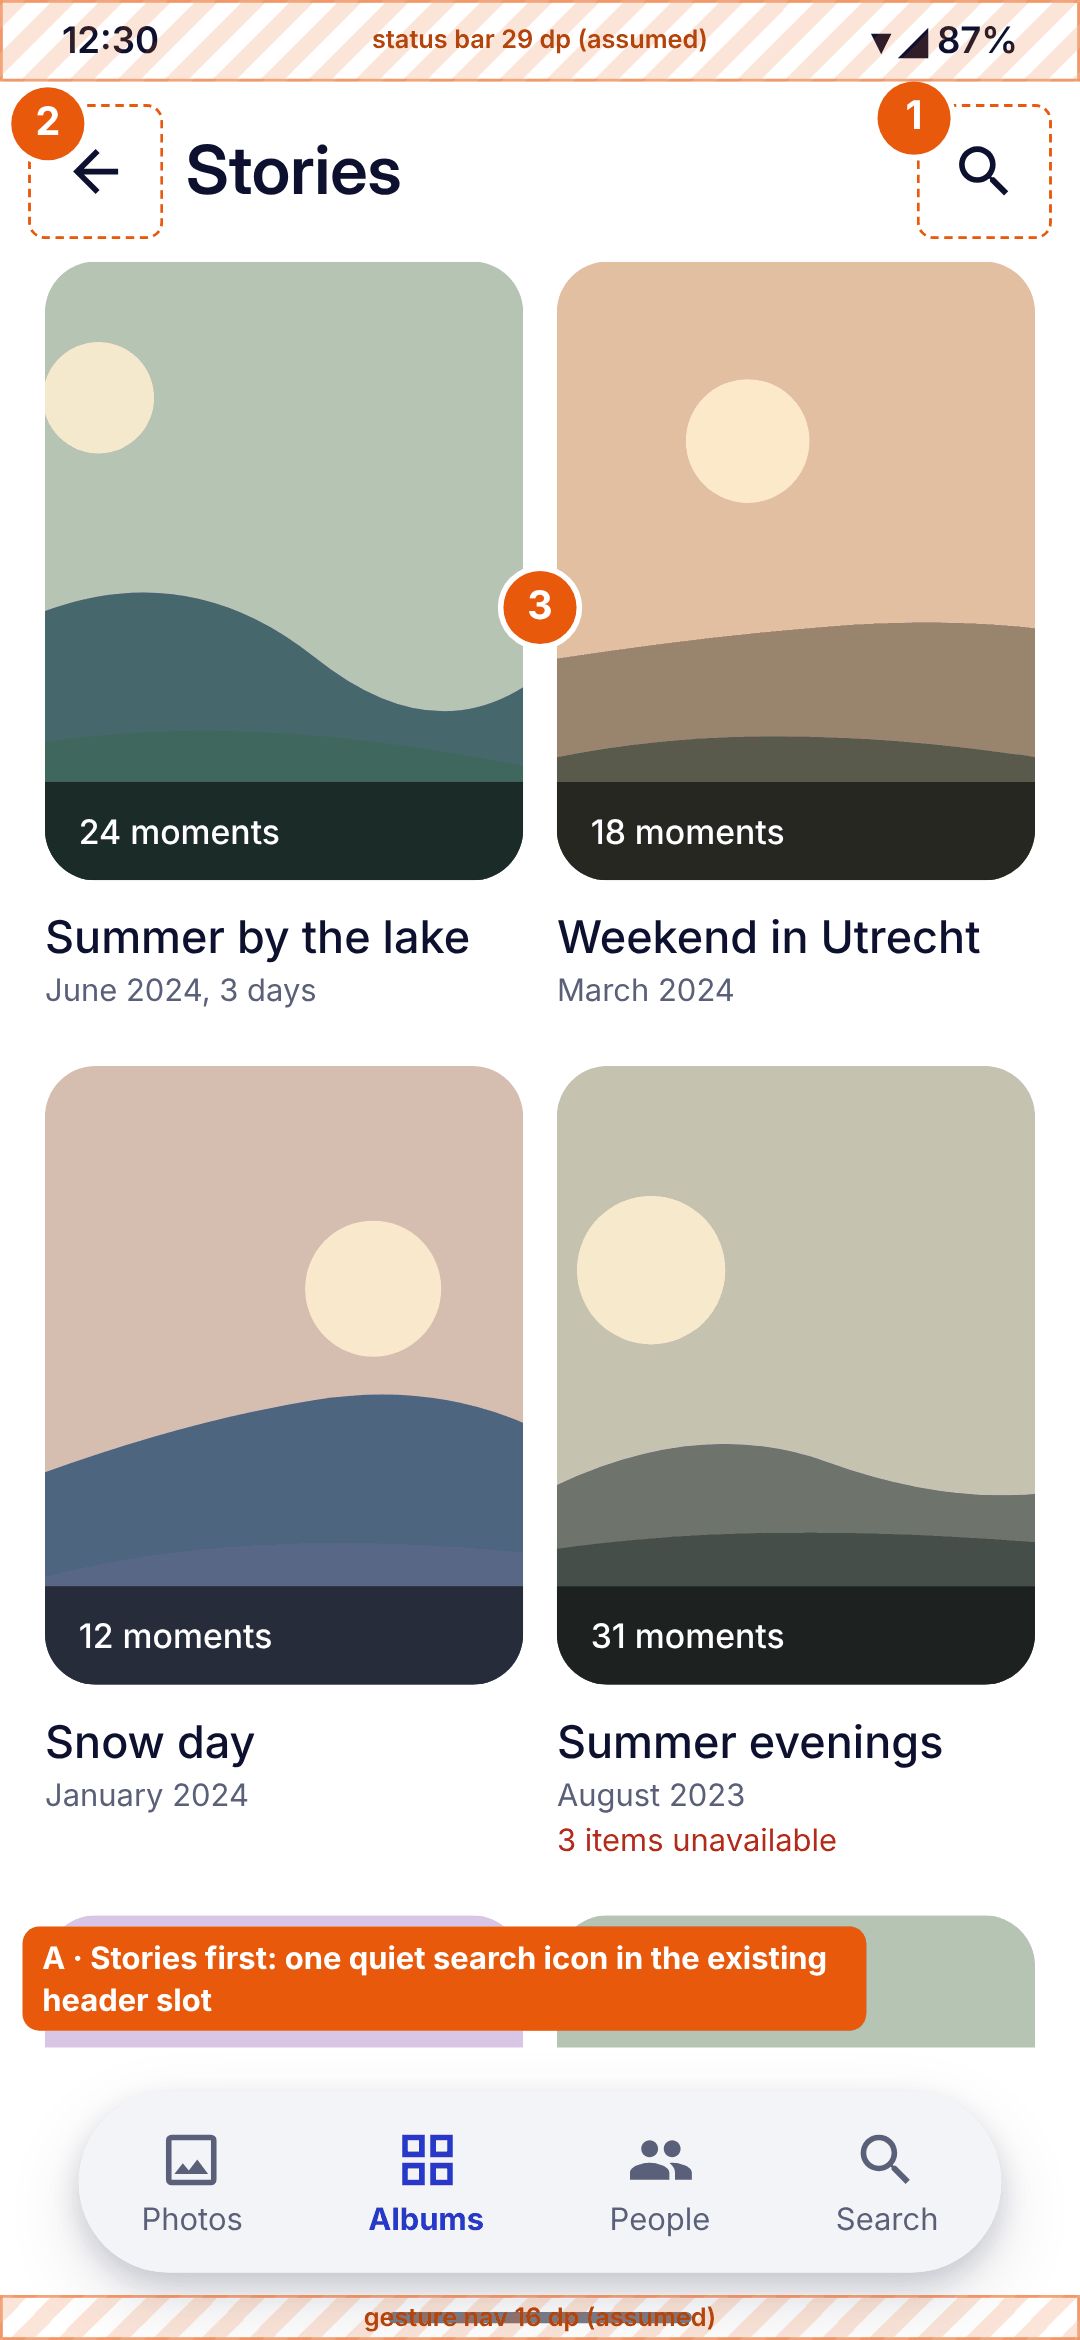 12:30
status bar 29 dp (assumed)
87%
2
Stories
1
3
24 moments
18 moments
Summer by the lake
Weekend in Utrecht
June 2024, 3 days
March 2024
12 moments
31 moments
Snow day
Summer evenings
January 2024
August 2023
3 items unavailable
A · Stories first: one quiet search icon in the existing
header slot
Photos
Albums
People
Search
gesture nav 16 dp (assumed)